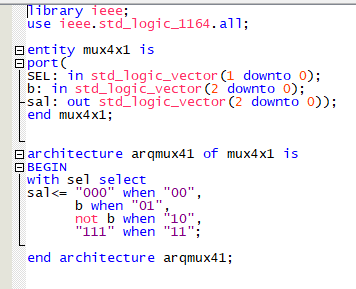 library ieee;
use ieee.std_logic_1164.all;
entity mux4x1 is
port(
SEL: in std_logic_vector(1 downto 0);
b: in std_logic_vector(2 downto 0);
sal: out std_logic_vector(2 downto 0));
end mux4x1;
architecture arqmux41 of mux4x1 is
BEGIN
with sel select
sal<= "000" when "00",
b when "01",
not b when "10",
"111" when "11";
end architecture arqmux41;